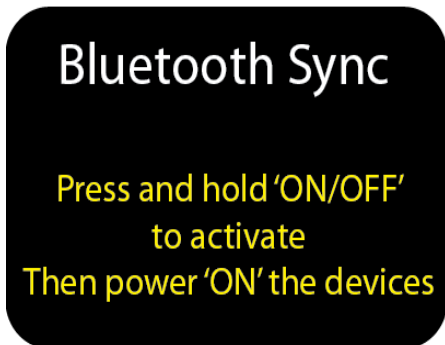 Bluetooth Sync
Press and hold ‘ON/OFF’
to activate
Then power ‘ON’ the devices